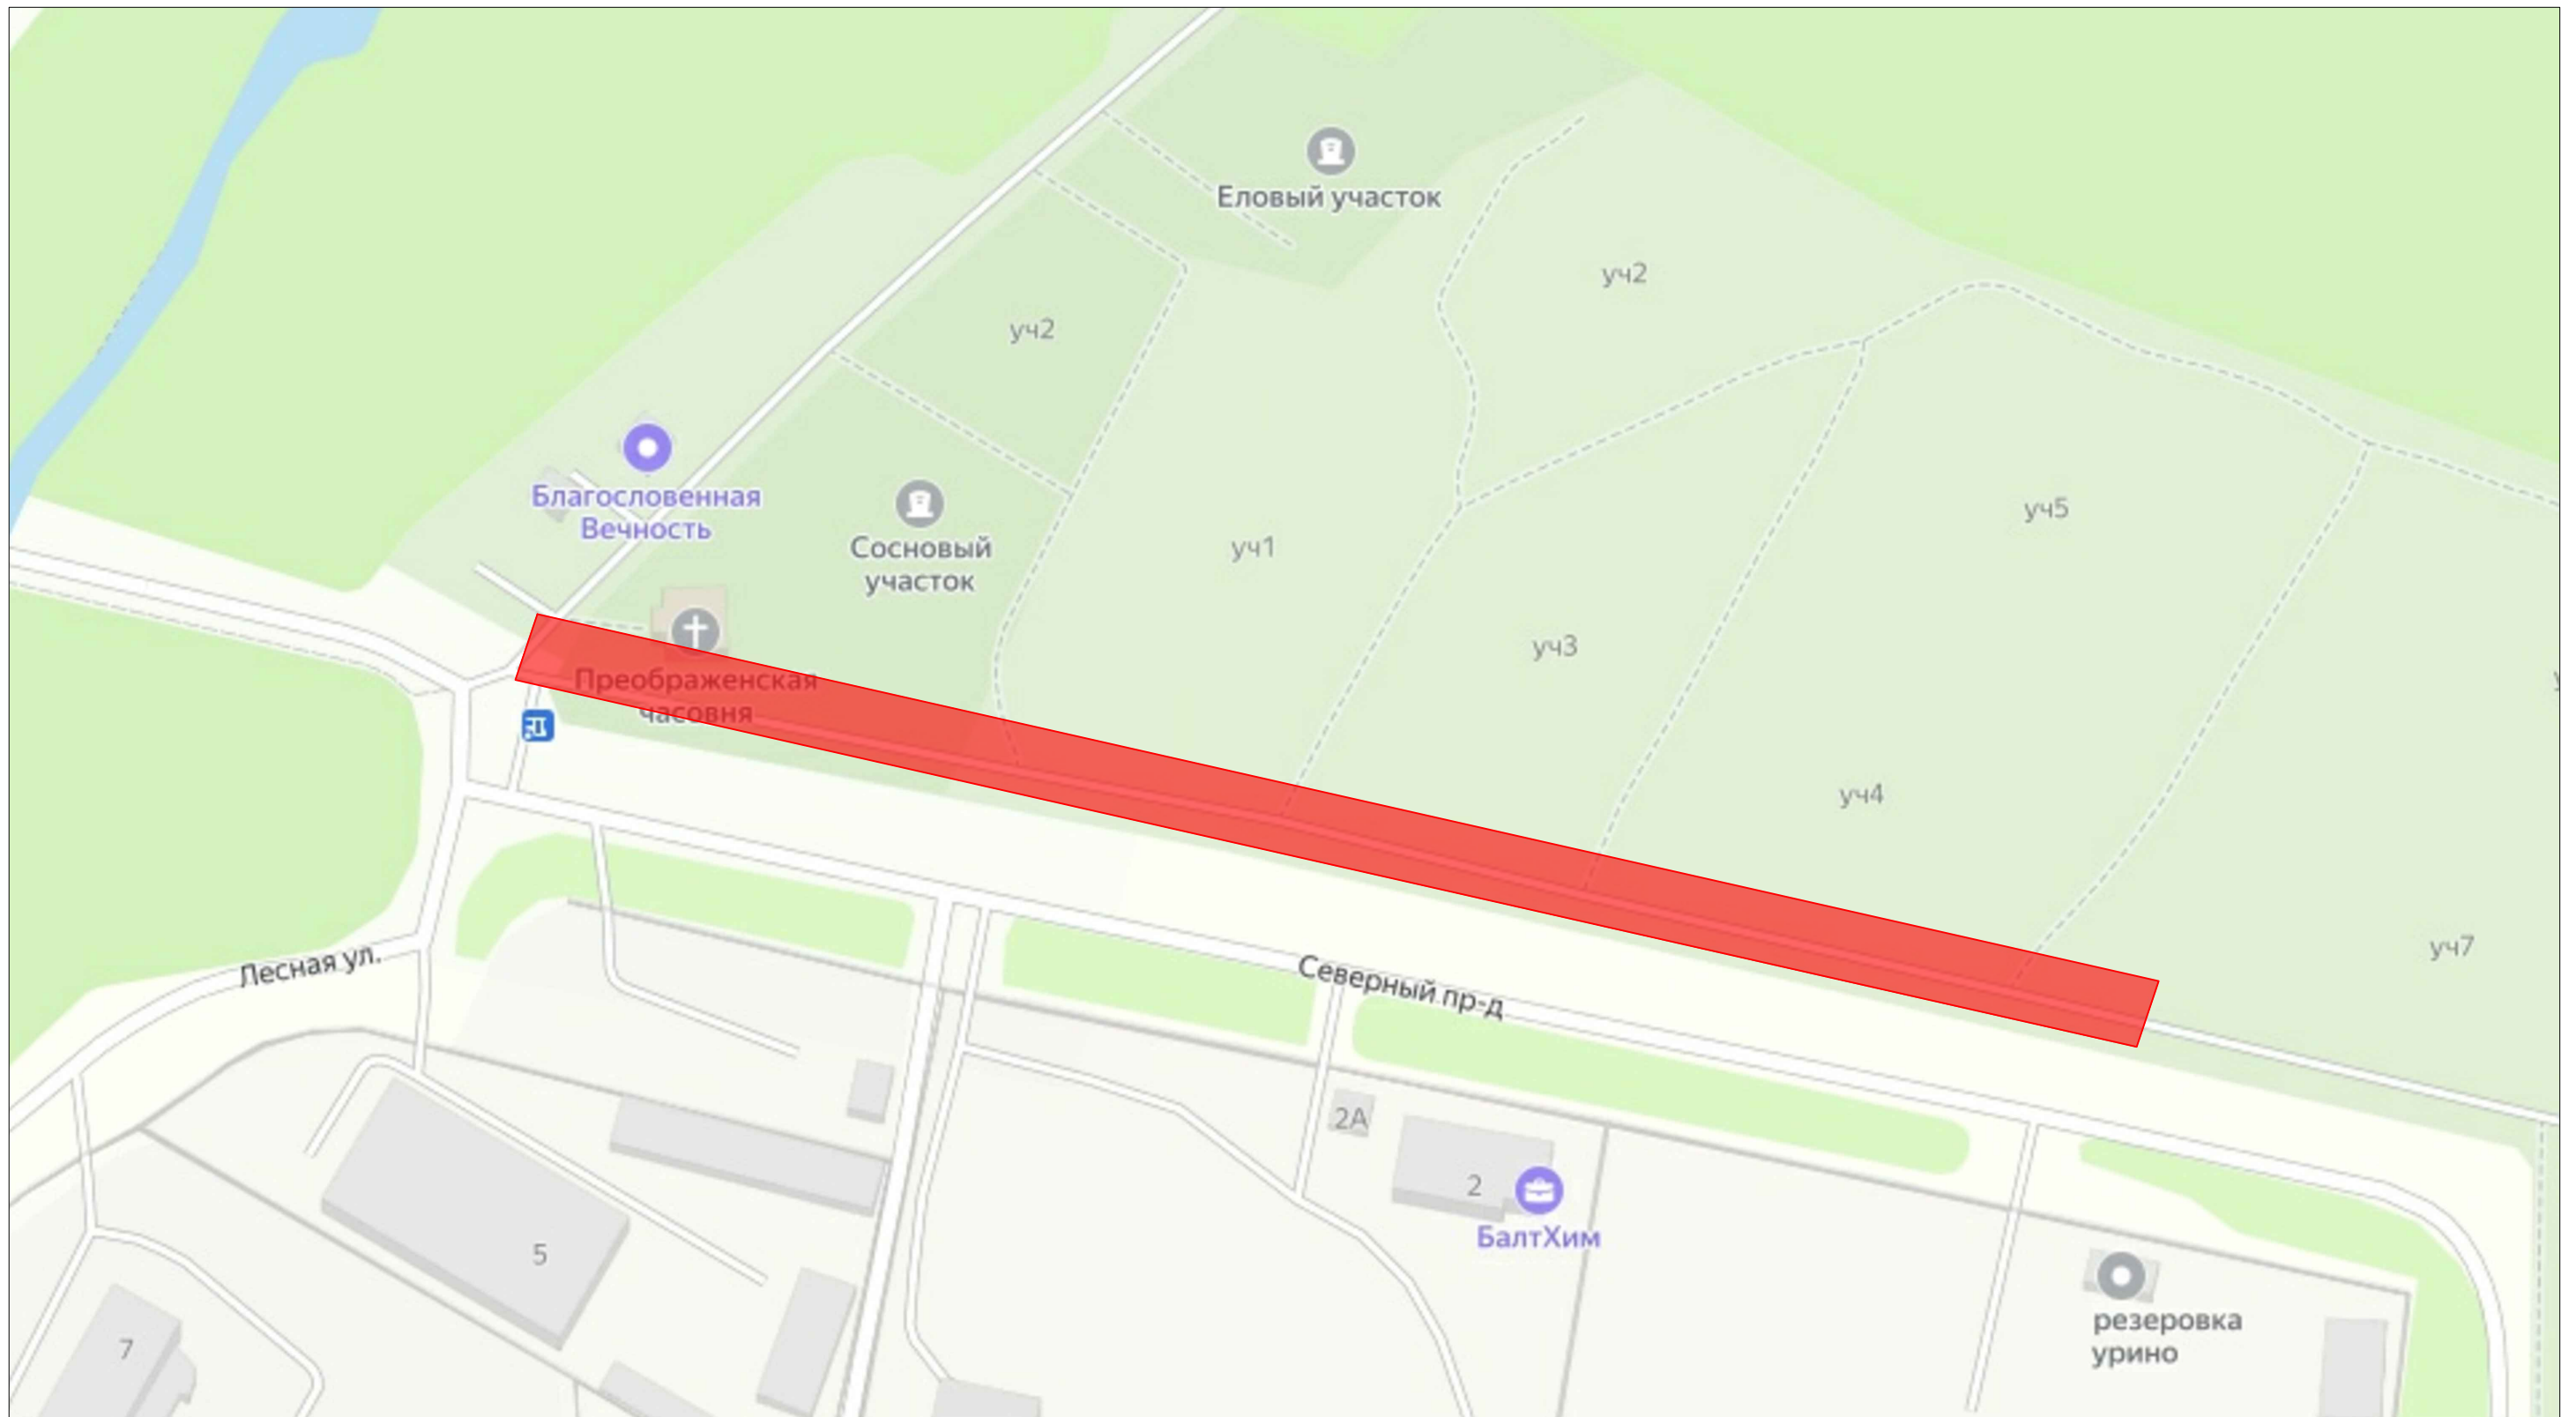 Еловый участок
уч2
уч2
Благословенная
Вечность
Сосновый
участок
уч1
уч5
уч3
Преображенская
часовня
уч4
уч7
Лесная ул.
Северный пр-д
2А
2
БалтХим
5
7
резеровка
урино